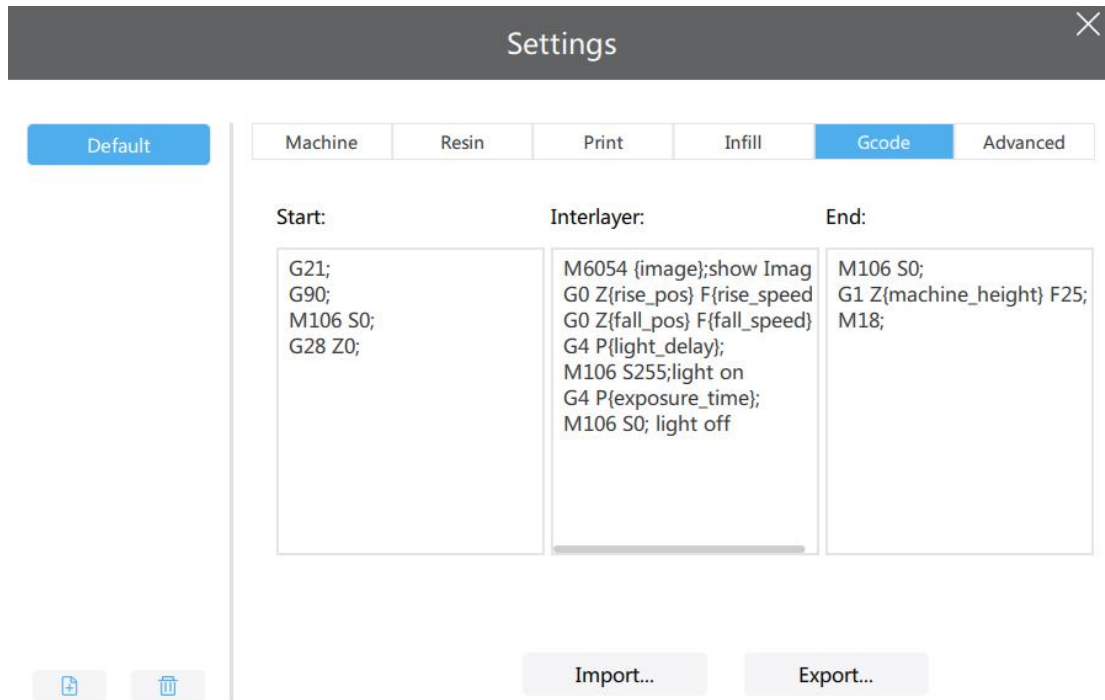 Settings
Default
Machine
Resin
Print
Infill
Gcode
Advanced
Start:
G21;
G90;
M106 S0;
G28 Z0;
Interlayer:
M6054 {image};show Imag
G0 Z{rise_pos} F{rise_speed
G0 Z{fall_pos} F{fall_speed}
G4 P{light_delay};
M106 S255;light on
G4 P{exposure_time};
M106 S0; light off
End:
M106 S0;
G1 Z{machine_height} F25;
M18;
Import...
Export...